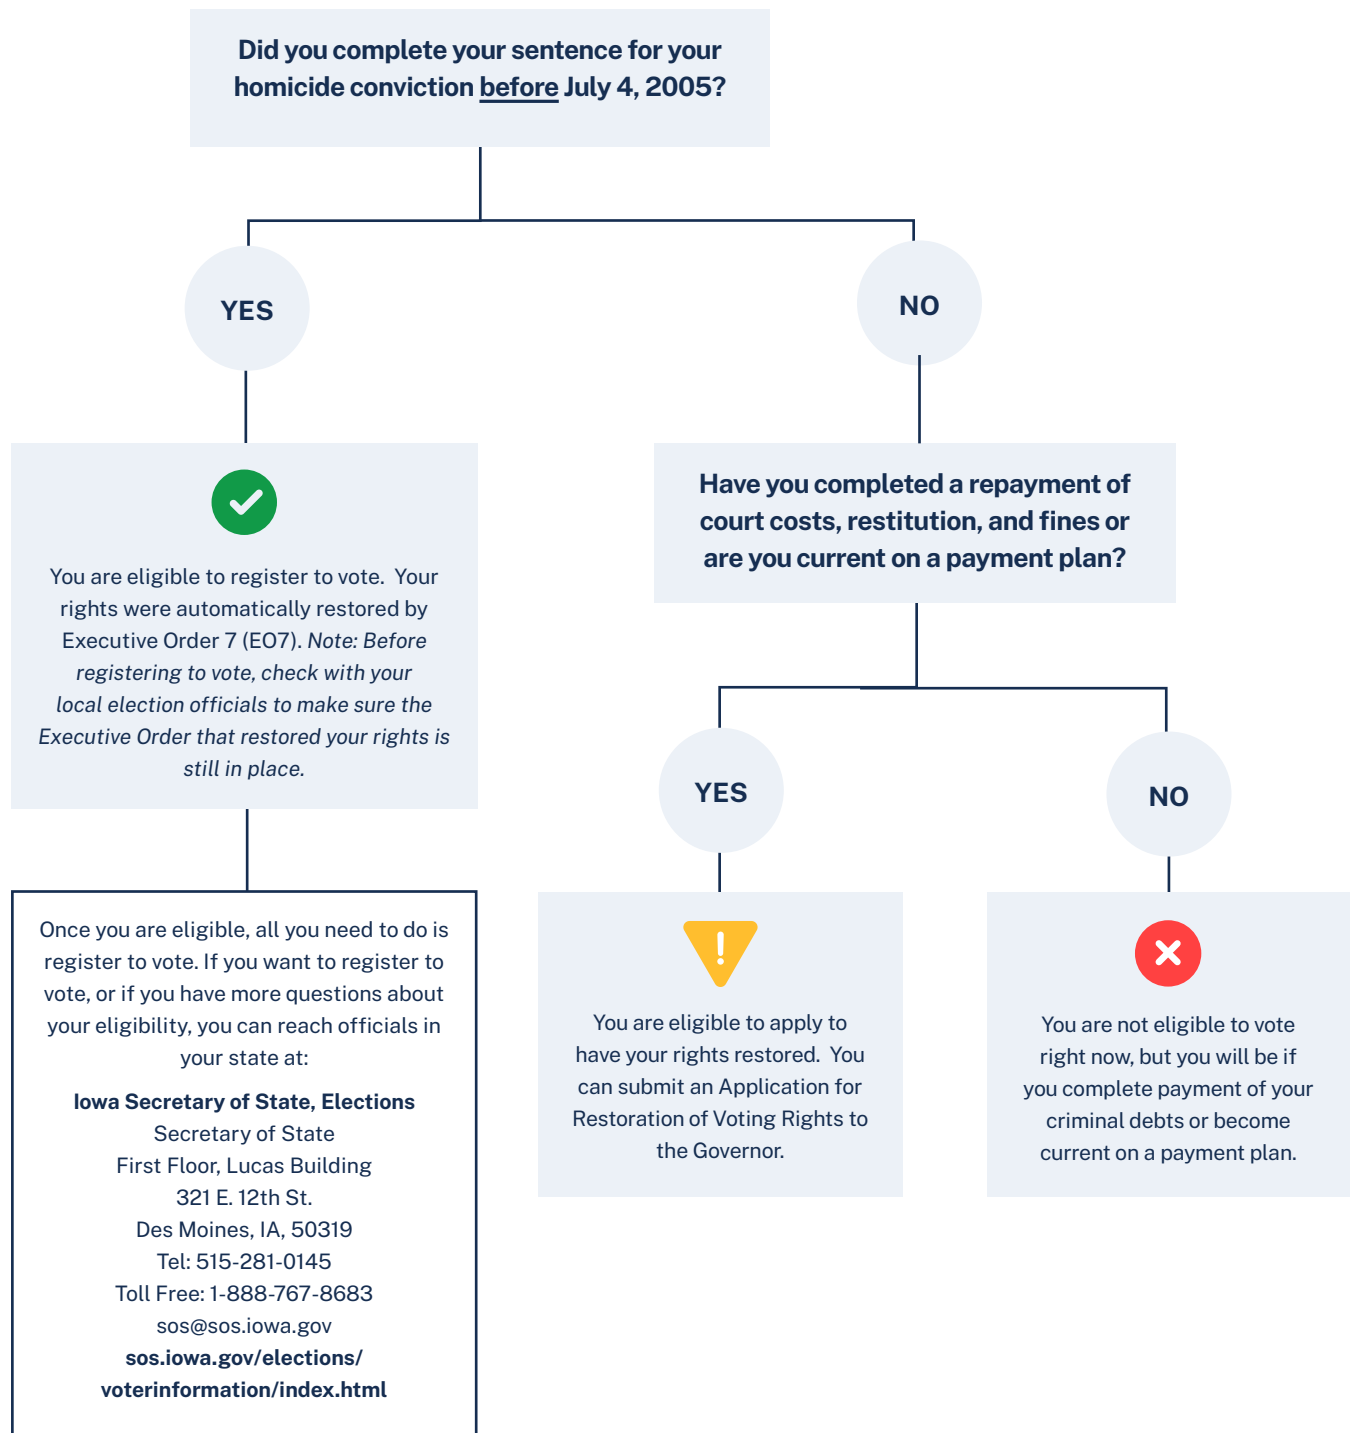 Did you complete your sentence for your
homicide conviction before July 4, 2005?
YES
NO
You are eligible to register to vote.  Your
rights were automatically restored by
Executive Order 7 (EO7). Note: Before
registering to vote, check with your
local election officials to make sure the
Executive Order that restored your rights is
still in place.
Have you completed a repayment of
court costs, restitution, and fines or
are you current on a payment plan?
YES
NO
Once you are eligible, all you need to do is
register to vote. If you want to register to
vote, or if you have more questions about
your eligibility, you can reach officials in
your state at:
Iowa Secretary of State, Elections
Secretary of State
First Floor, Lucas Building
321 E. 12th St.
Des Moines, IA, 50319
Tel: 515-281-0145
Toll Free: 1-888-767-8683
sos@sos.iowa.gov
sos.iowa.gov/elections/
voterinformation/index.html
You are eligible to apply to
have your rights restored.  You
can submit an Application for
Restoration of Voting Rights to
the Governor.
You are not eligible to vote
right now, but you will be if
you complete payment of your
criminal debts or become
current on a payment plan.